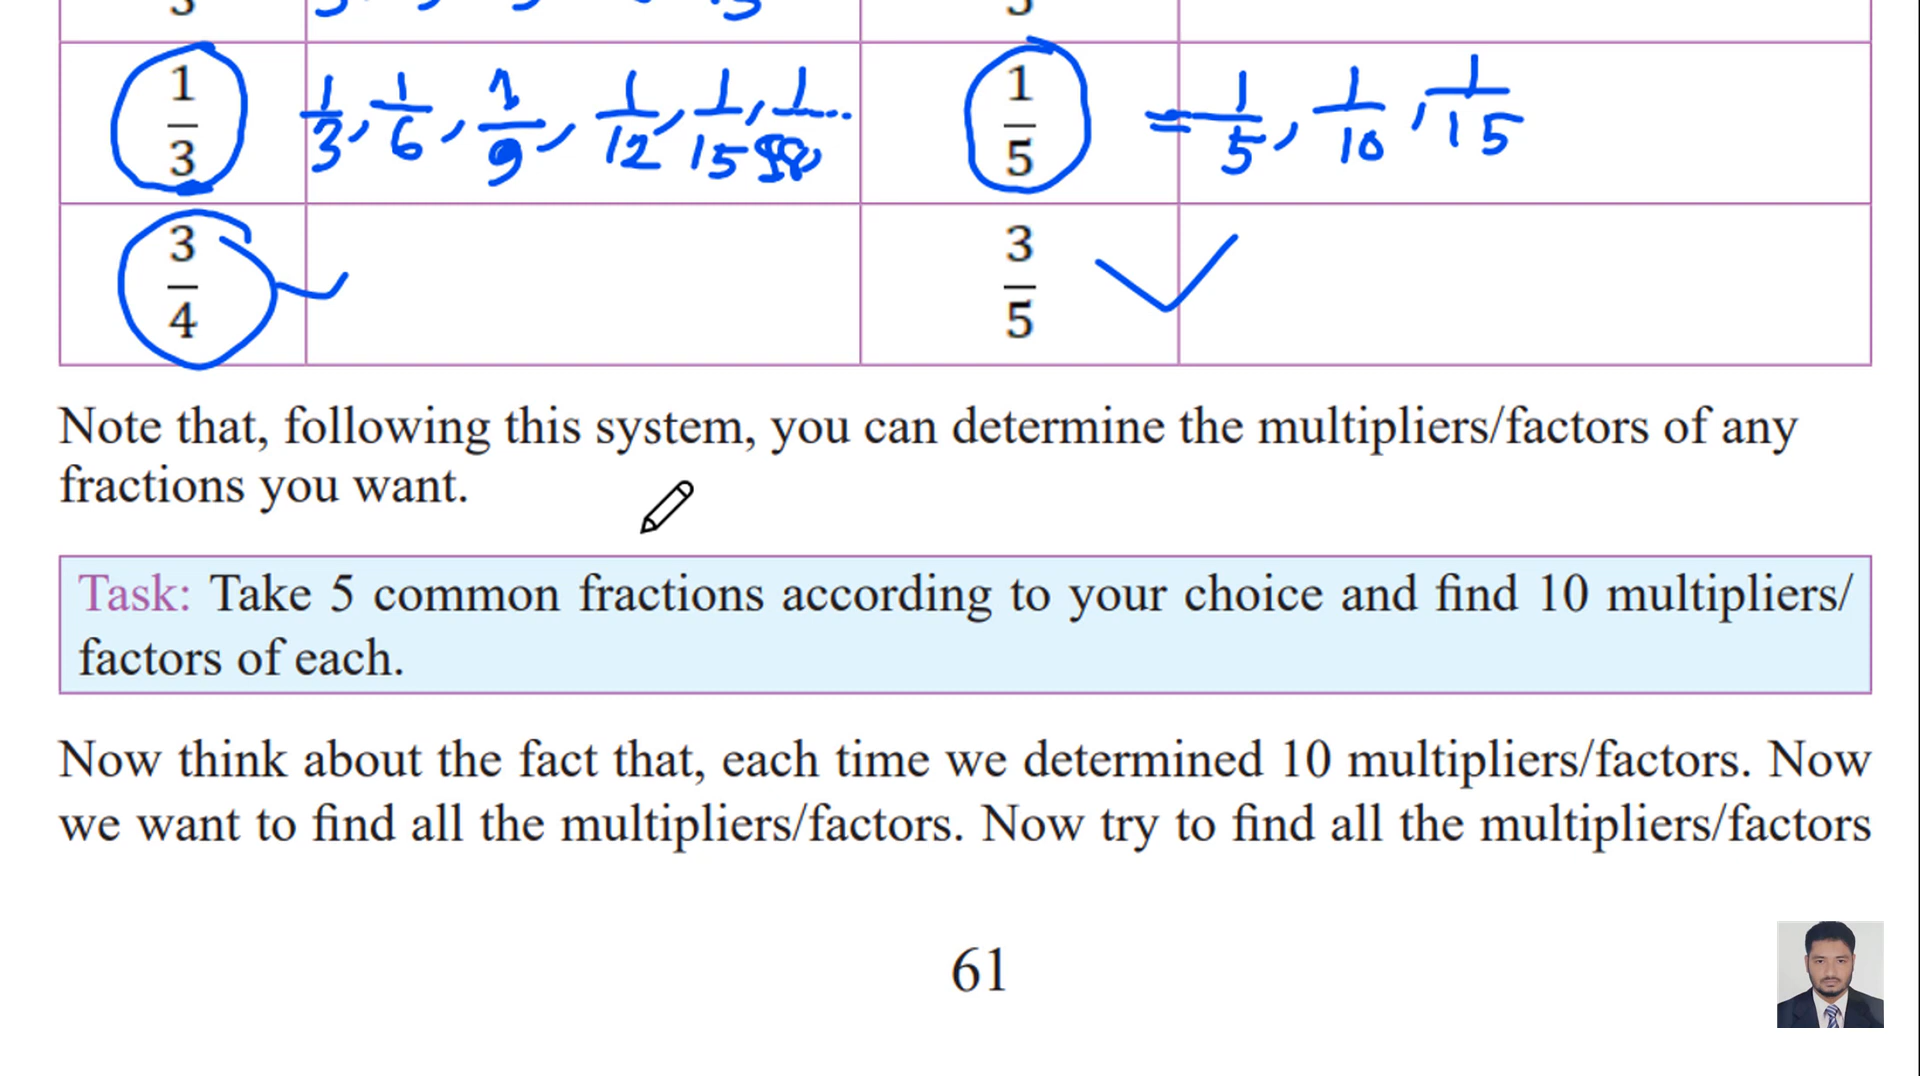 1/3 1/3, 1/6, 1/9, 1/12, 1/15, 1/18 ... 1/5 = 1/5, 1/10, 1/15
3/4 3/5
Note that, following this system, you can determine the multipliers/factors of any
fractions you want.
Task: Take 5 common fractions according to your choice and find 10 multipliers/
factors of each.
Now think about the fact that, each time we determined 10 multipliers/factors. Now
we want to find all the multipliers/factors. Now try to find all the multipliers/factors
61